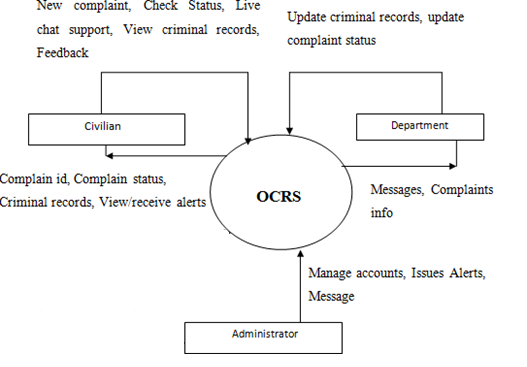 New complaint, Check Status, Live
chat support, View criminal records,
Feedback
Update criminal records, update
complaint status
Civilian
Department
Complain id, Complain status,
Criminal records, View/receive alerts
OCRS
Messages, Complaints
info
Manage accounts, Issues Alerts,
Message
Administrator